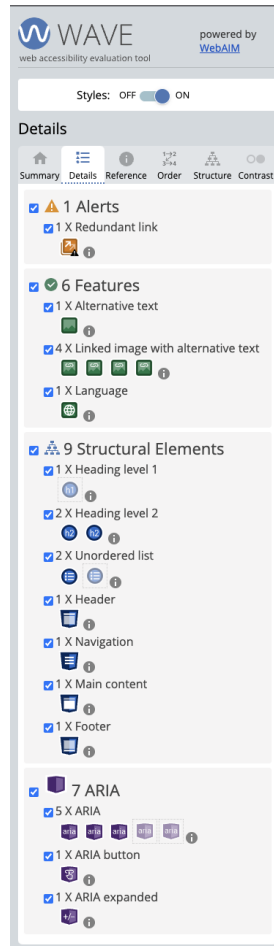 WAVE
web accessibility evaluation tool
powered by
WebAIM
Styles: OFF ON
Details
Summary Details Reference Order Structure Contrast
1 Alerts
1 X Redundant link
6 Features
1 X Alternative text
4 X Linked image with alternative text
1 X Language
9 Structural Elements
1 X Heading level 1
h1
2 X Heading level 2
h2 h2
2 X Unordered list
1 X Header
1 X Navigation
1 X Main content
1 X Footer
7 ARIA
5 X ARIA
aria aria aria aria aria
1 X ARIA button
1 X ARIA expanded
+/-